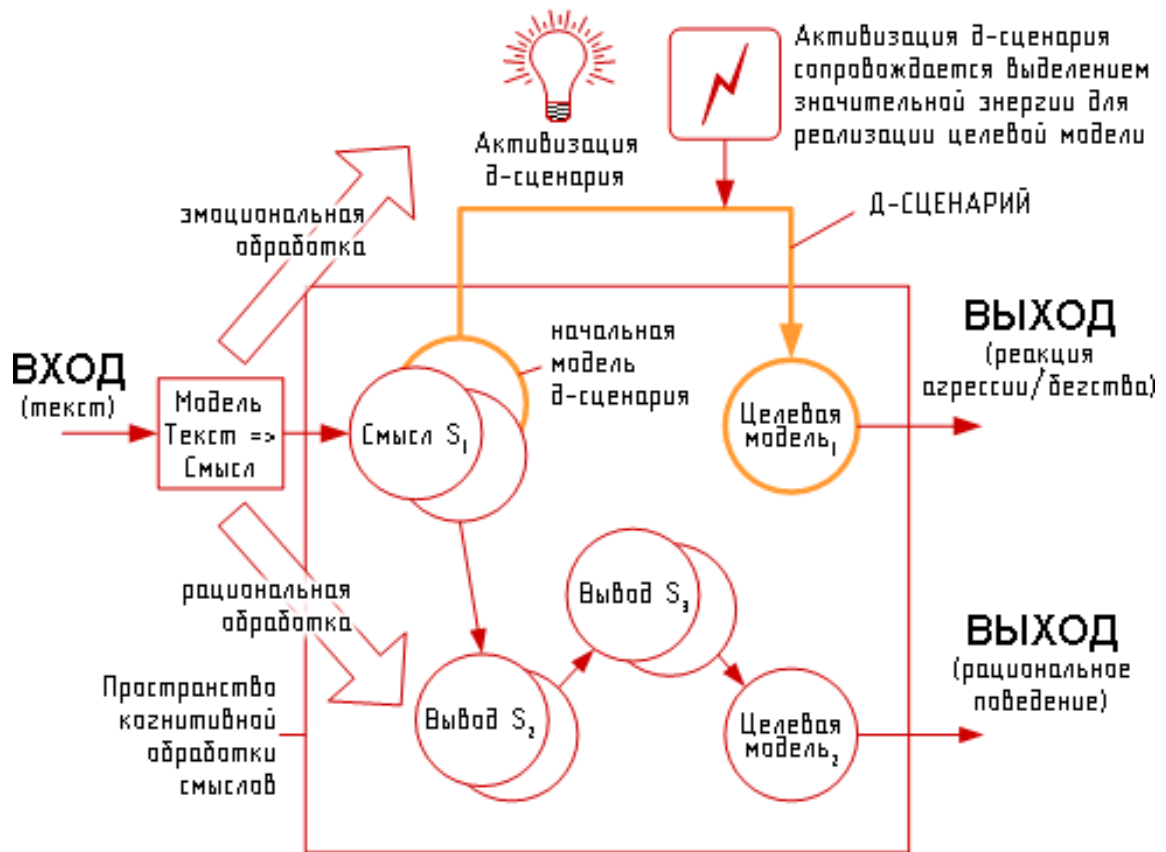 Активизация д-сценария
сопровождается выделением
значительной энергии для
реализации целевой модели
Активизация
д-сценария
Д-СЦЕНАРИЙ
эмоциональная
обработка
ВХОД
(текст)
Модель
Текст =>
Смысл
Смысл S1
начальная
модель
д-сценария
Целевая
модель1
ВЫХОД
(реакция
агрессии/бегства)
рациональная
обработка
Вывод S3
Вывод S2
Целевая
модель2
ВЫХОД
(рациональное
поведение)
Пространство
когнитивной
обработки
смыслов